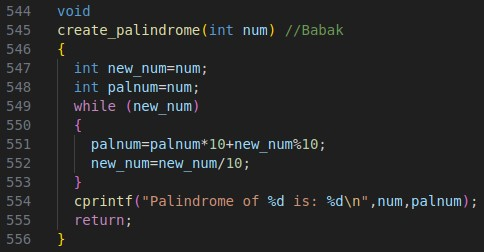 544 void
545 create_palindrome(int num) //Babak
546 {
547   int new_num=num;
548   int palnum=num;
549   while (new_num)
550   {
551     palnum=palnum*10+new_num%10;
552     new_num=new_num/10;
553   }
554   cprintf("Palindrome of %d is: %d\n",num,palnum);
555   return;
556 }